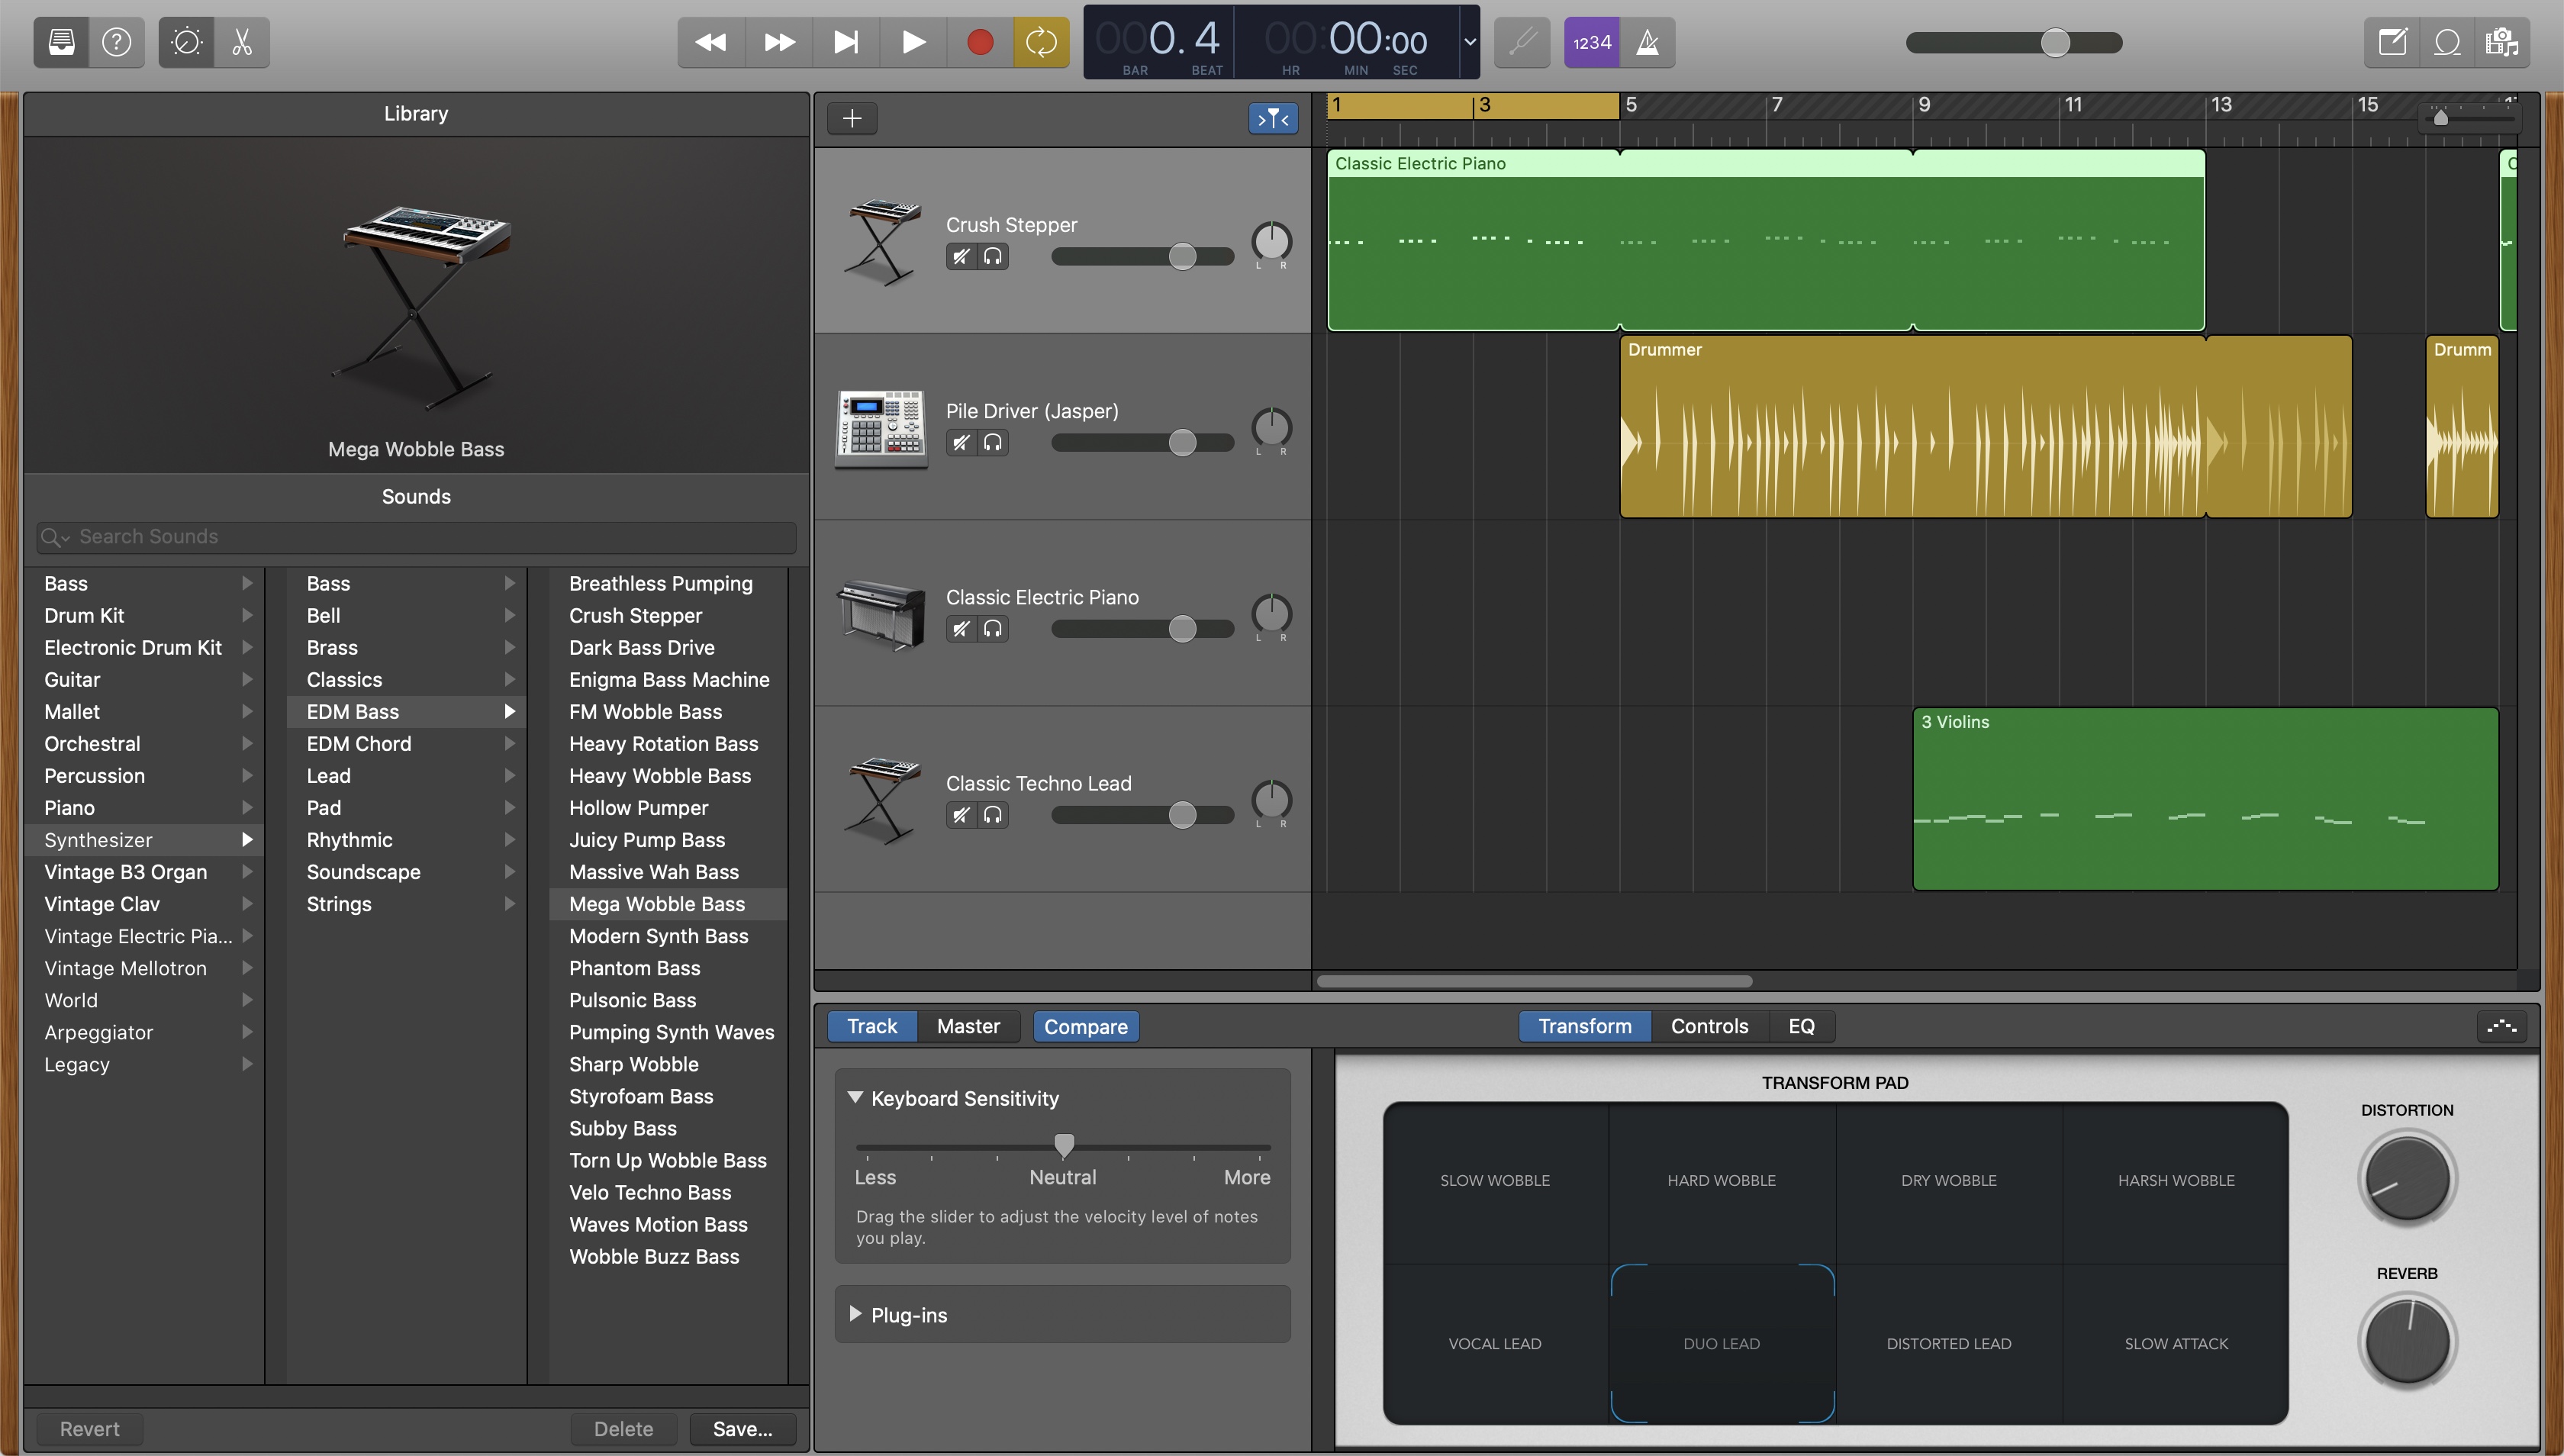 000.4
BAR BEAT
00:00:00
HR MIN SEC
1234
Library
Mega Wobble Bass
Sounds
Search Sounds
Bass
Drum Kit
Electronic Drum Kit
Guitar
Mallet
Orchestral
Percussion
Piano
Synthesizer
Vintage B3 Organ
Vintage Clav
Vintage Electric Pia...
Vintage Mellotron
World
Arpeggiator
Legacy
Bass
Bell
Brass
Classics
EDM Bass
EDM Chord
Lead
Pad
Rhythmic
Soundscape
Strings
Breathless Pumping
Crush Stepper
Dark Bass Drive
Enigma Bass Machine
FM Wobble Bass
Heavy Rotation Bass
Heavy Wobble Bass
Hollow Pumper
Juicy Pump Bass
Massive Wah Bass
Mega Wobble Bass
Modern Synth Bass
Phantom Bass
Pulsonic Bass
Pumping Synth Waves
Sharp Wobble
Styrofoam Bass
Subby Bass
Torn Up Wobble Bass
Velo Techno Bass
Waves Motion Bass
Wobble Buzz Bass
Revert
Delete
Save...
1 3 5 7 9 11 13 15
Crush Stepper
L R
Classic Electric Piano
C
Pile Driver (Jasper)
L R
Drummer
Drumm
Classic Electric Piano
L R
Classic Techno Lead
L R
3 Violins
Track
Master
Compare
Transform
Controls
EQ
Keyboard Sensitivity
Less Neutral More
Drag the slider to adjust the velocity level of notes
you play.
Plug-ins
TRANSFORM PAD
SLOW WOBBLE
HARD WOBBLE
DRY WOBBLE
HARSH WOBBLE
VOCAL LEAD
DUO LEAD
DISTORTED LEAD
SLOW ATTACK
DISTORTION
REVERB